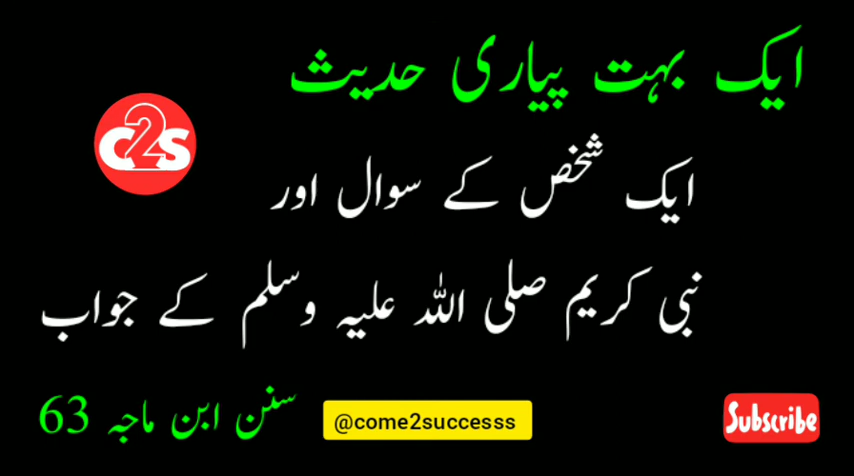 ایک بہت پیاری حدیث
C2S
ایک شخص کے سوال اور
نبی کریم صلی اللہ علیہ وسلم کے جواب
سنن ابن ماجہ 63
@come2successs
Subscribe